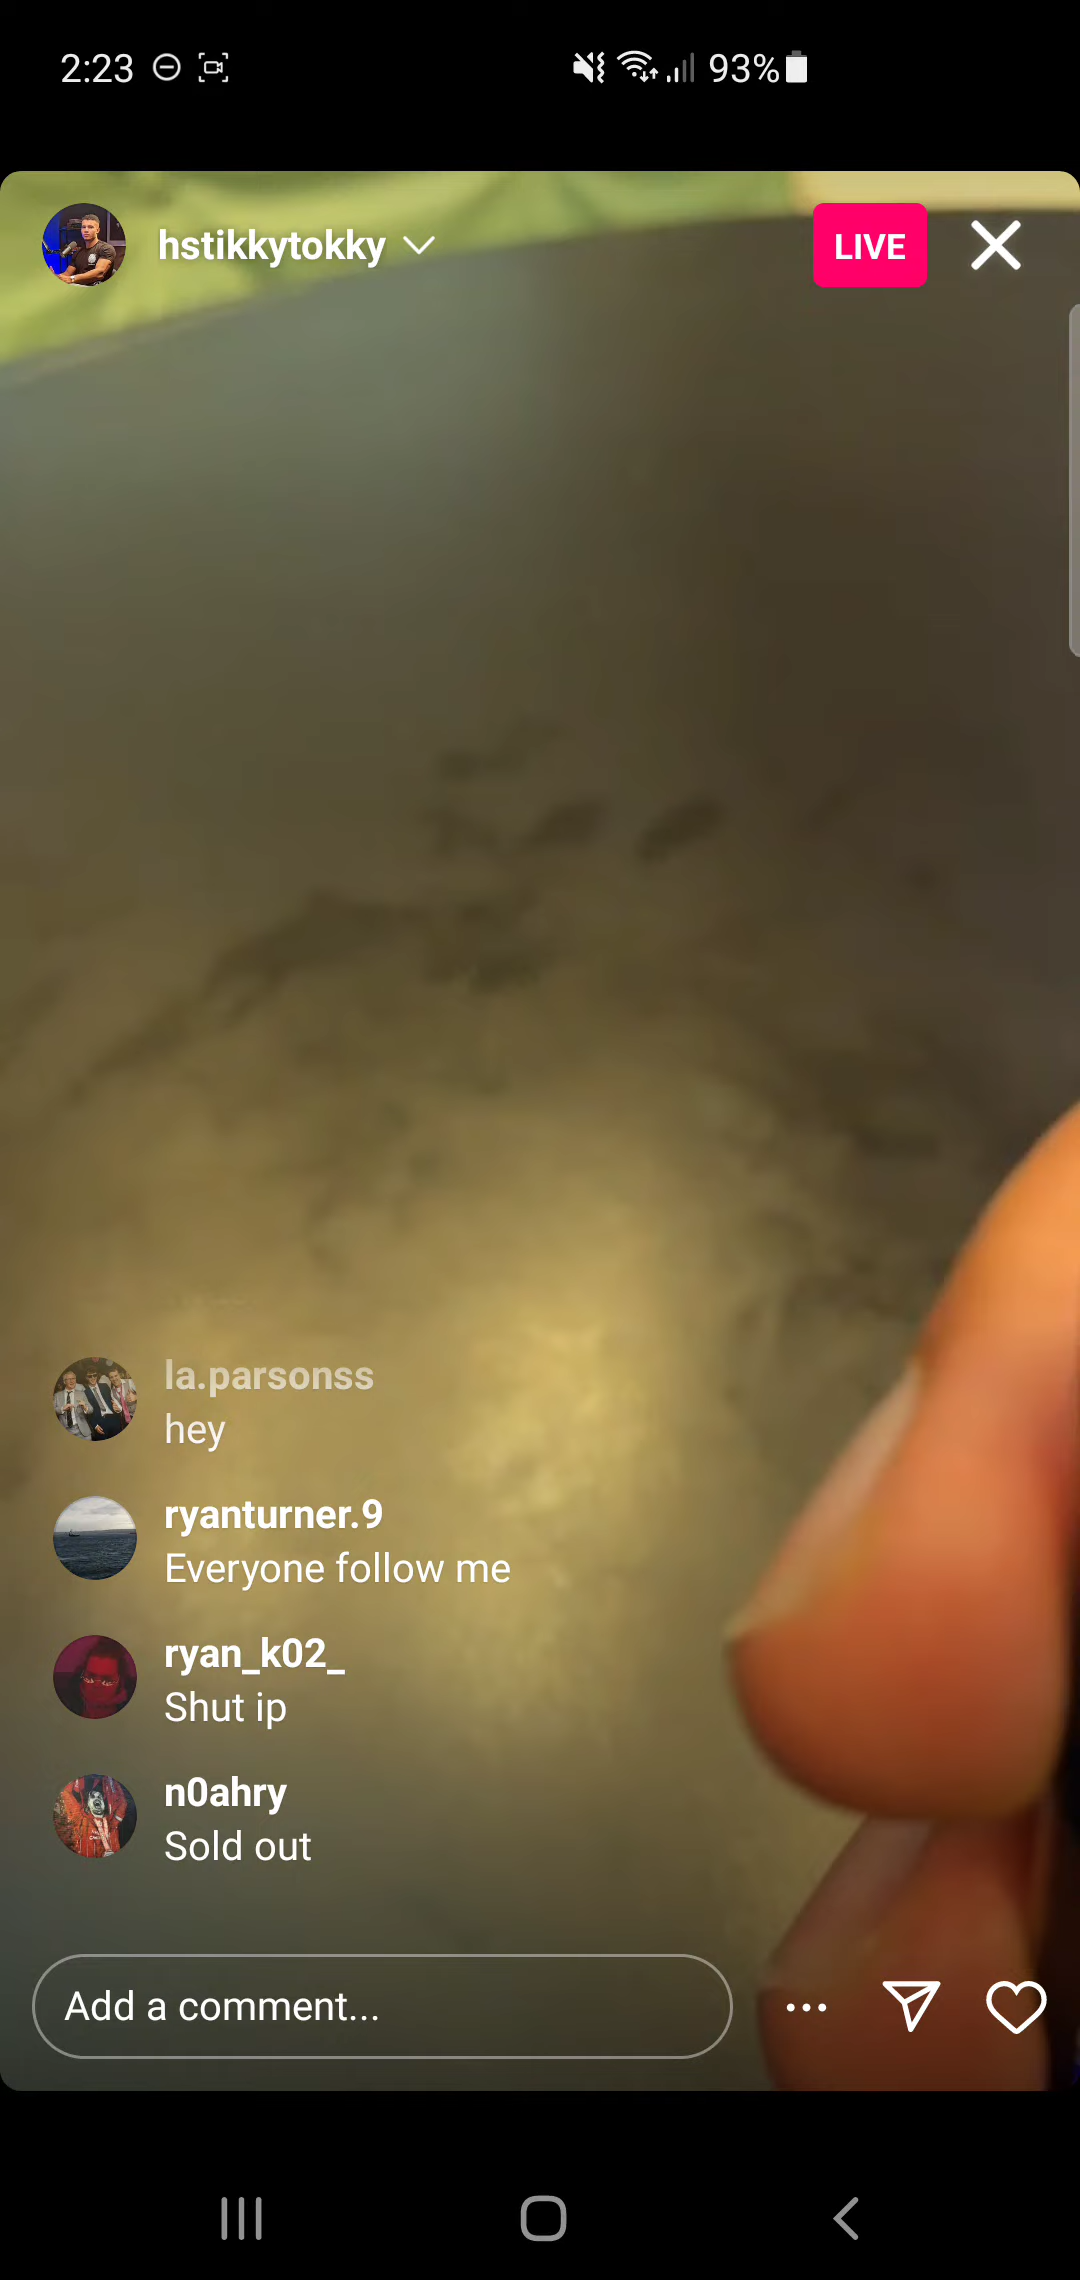 2:23
93%
hstikkytokky
LIVE
la.parsonss
hey
ryanturner.9
Everyone follow me
ryan_k02_
Shut ip
n0ahry
Sold out
Add a comment...